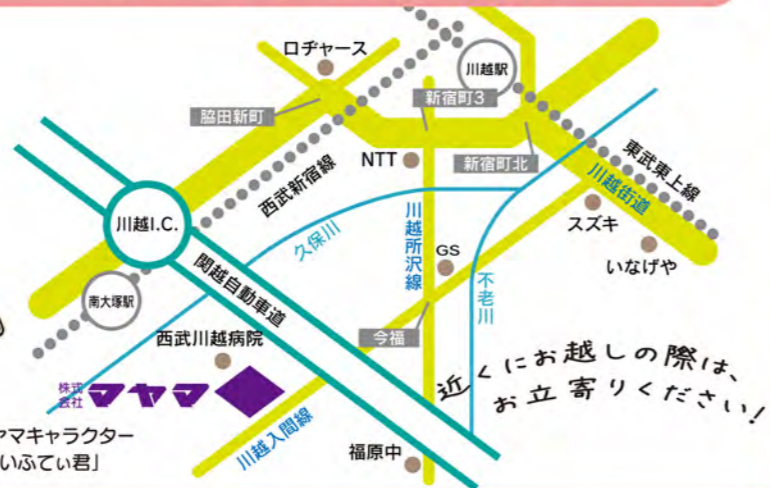 ロヂャース
川越駅
新宿町3
脇田新町
NTT
新宿町北
東武東上線
川越街道
西武新宿線
スズキ
いなげや
川越I.C.
久保川
川越所沢線
GS
不老川
関越自動車道
南大塚駅
今福
西武川越病院
株式
会社
マヤマ
近くにお越しの際は、
お立寄りください!
ヤマキャラクター
いふてぃ君」
川越入間線
福原中